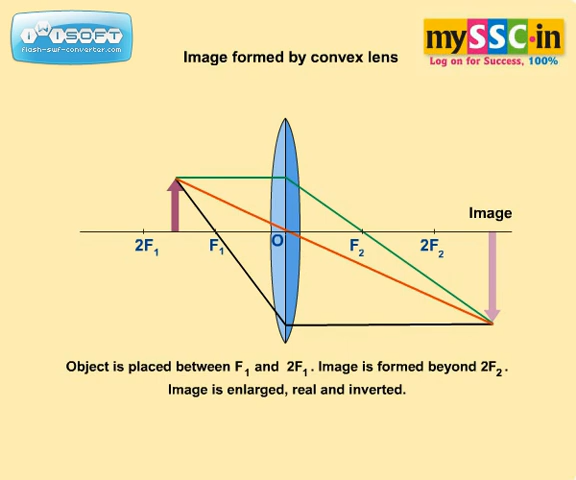 iWiSOFT
flash-swf-converter.com
mySSC.in
Log on for Success, 100%
Image formed by convex lens
Image
2F1
F1
O
F2
2F2
Object is placed between F1 and 2F1. Image is formed beyond 2F2.
Image is enlarged, real and inverted.